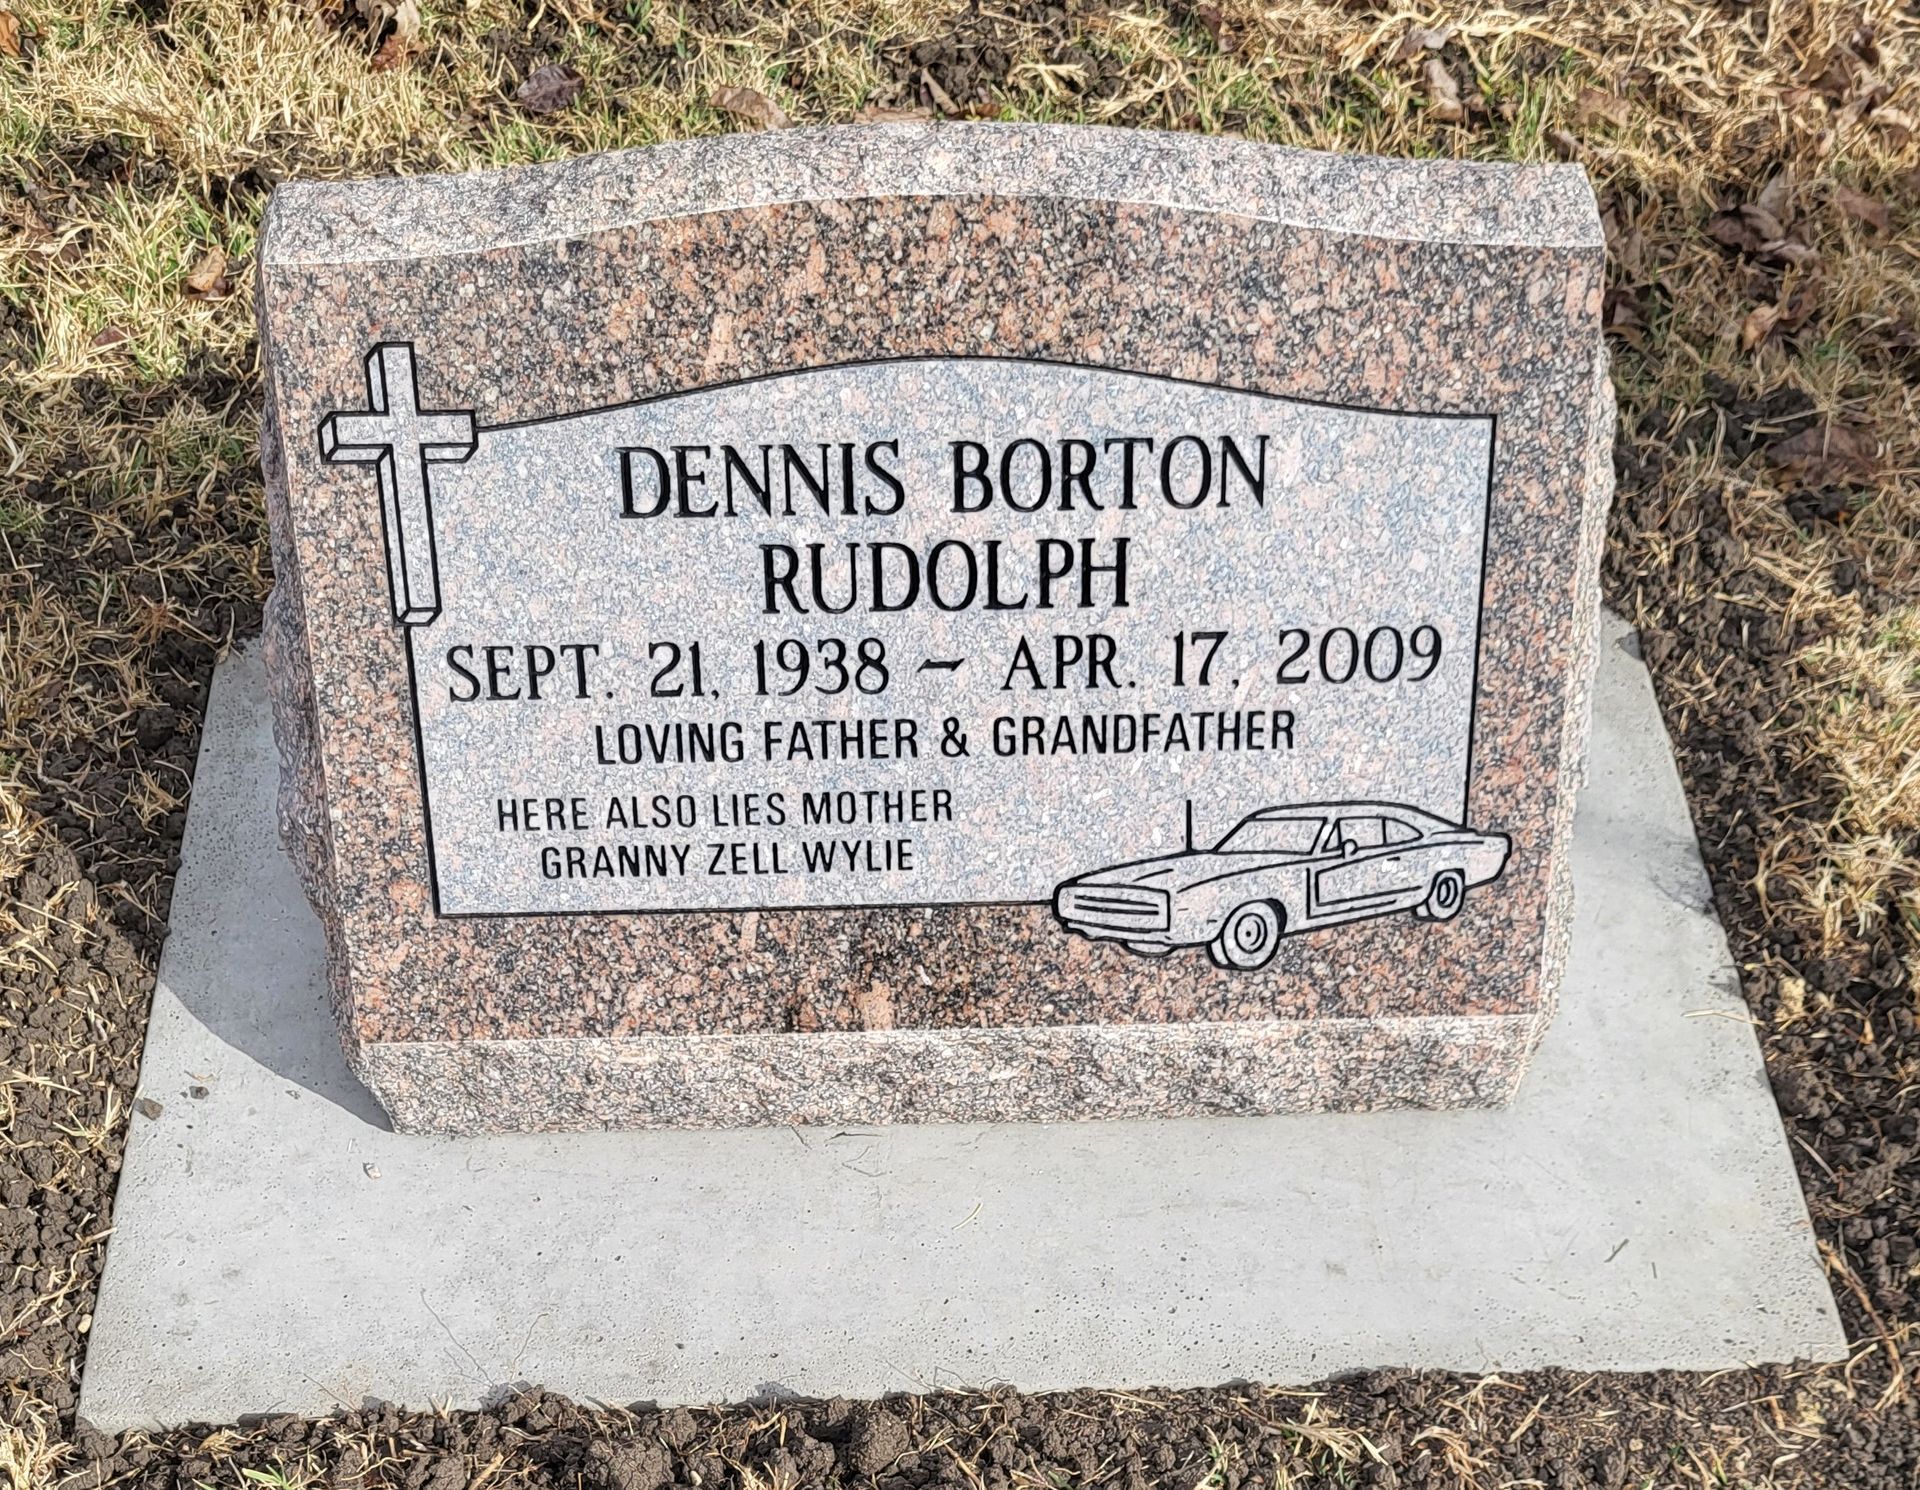 DENNIS BORTON
RUDOLPH
SEPT. 21, 1938 ~ APR. 17, 2009
LOVING FATHER & GRANDFATHER
HERE ALSO LIES MOTHER
GRANNY ZELL WYLIE